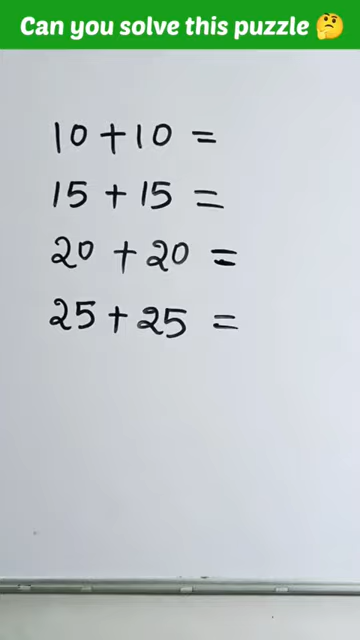 Can you solve this puzzle 🤔
10 + 10 =
15 + 15 =
20 + 20 =
25 + 25 =